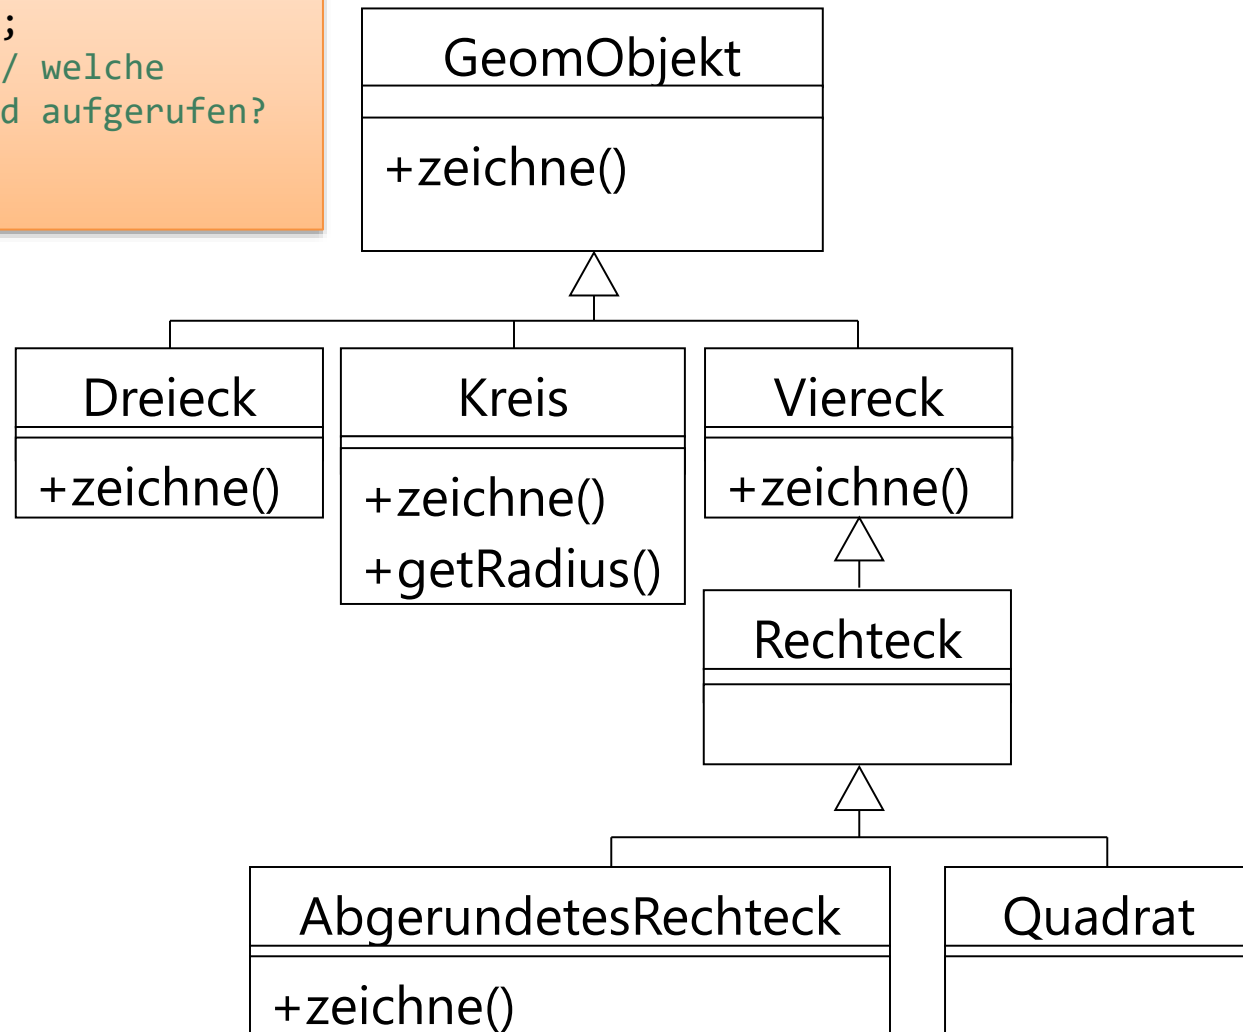 ;
/ welche
d aufgerufen?
GeomObjekt
+zeichne()
Dreieck
+zeichne()
Kreis
+zeichne()
+getRadius()
Viereck
+zeichne()
Rechteck
AbgerundetesRechteck
+zeichne()
Quadrat